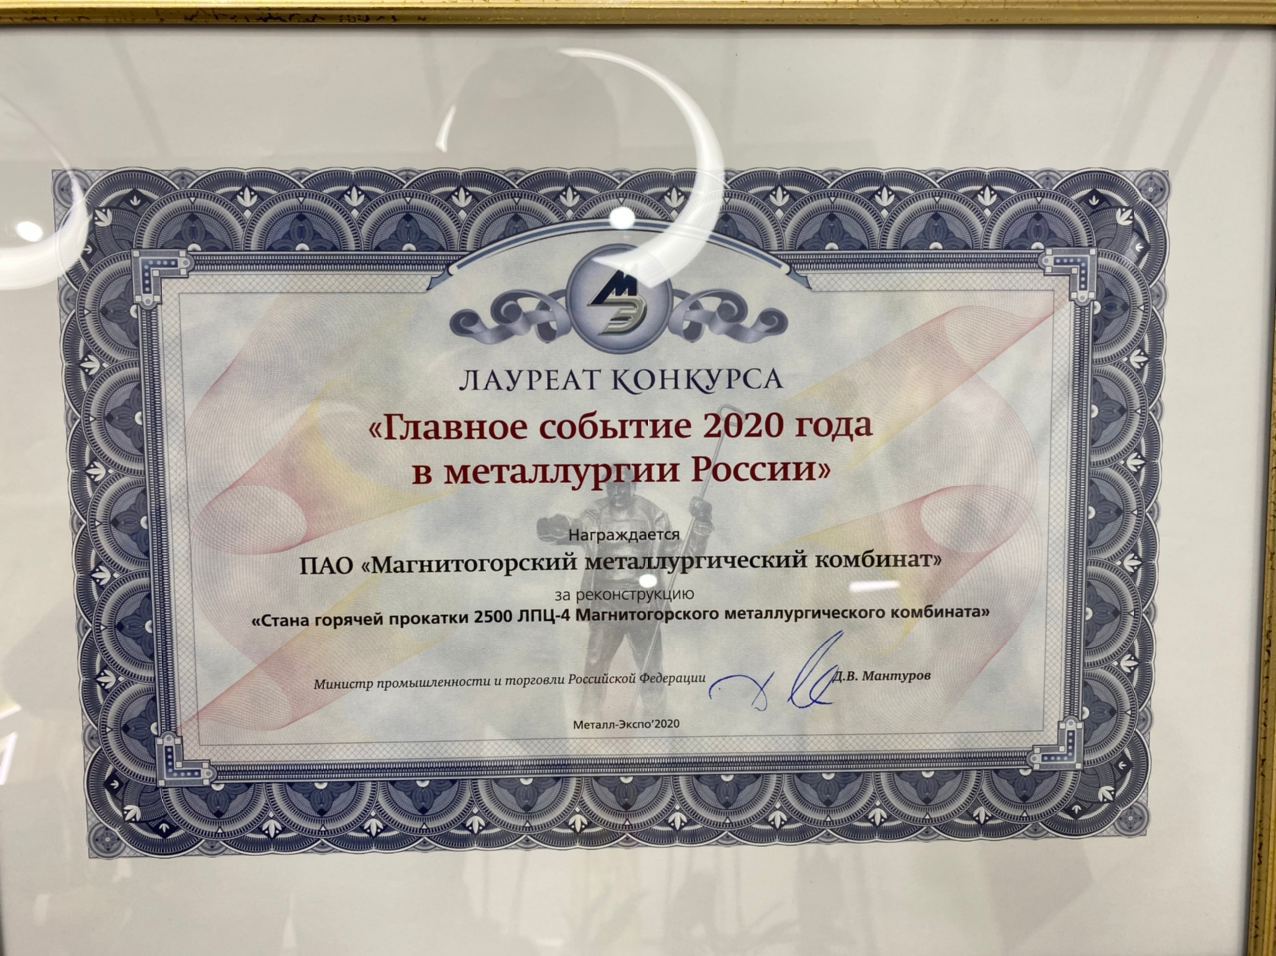 МЭ
ЛАУРЕАТ КОНКУРСА
«Главное событие 2020 года
в металлургии России»
Награждается
ПАО «Магнитогорский металлургический комбинат»
за реконструкцию
«Стана горячей прокатки 2500 ЛПЦ-4 Магнитогорского металлургического комбината»
Министр промышленности и торговли Российской Федерации Д.В. Мантуров
Металл-Экспо'2020